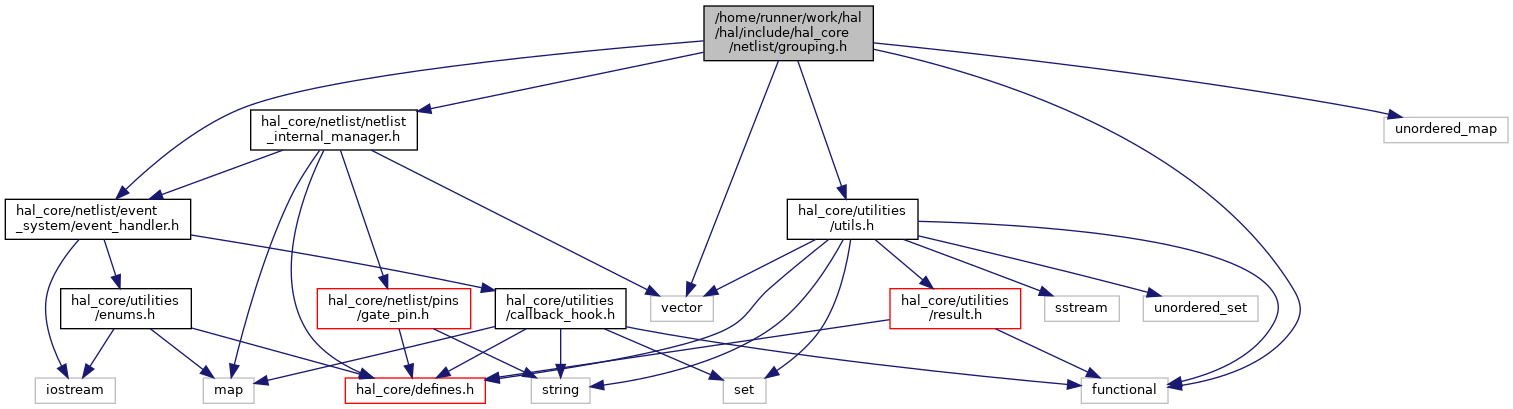 /home/runner/work/hal
/hal/include/hal_core
/netlist/grouping.h
hal_core/netlist/netlist
_internal_manager.h
unordered_map
hal_core/netlist/event
_system/event_handler.h
hal_core/utilities
/utils.h
hal_core/utilities
/enums.h
hal_core/netlist/pins
/gate_pin.h
hal_core/utilities
/callback_hook.h
vector
hal_core/utilities
/result.h
sstream
unordered_set
iostream
map
hal_core/defines.h
string
set
functional